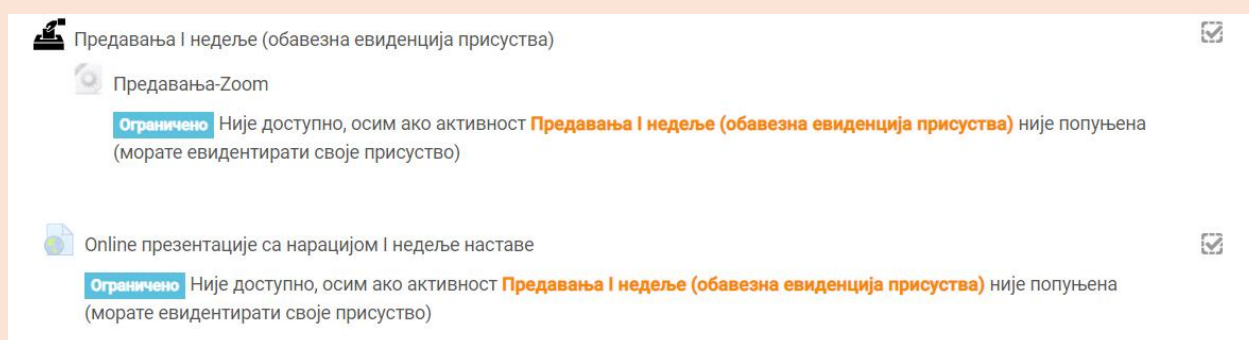 Предавања I недеље (обавезна евиденција присуства)
Предавања-Zoom
Ограничено Није доступно, осим ако активност Предавања I недеље (обавезна евиденција присуства) није попуњена
(морате евидентирати своје присуство)
Online презентације са нарацијом I недеље наставе
Ограничено Није доступно, осим ако активност Предавања I недеље (обавезна евиденција присуства) није попуњена
(морате евидентирати своје присуство)